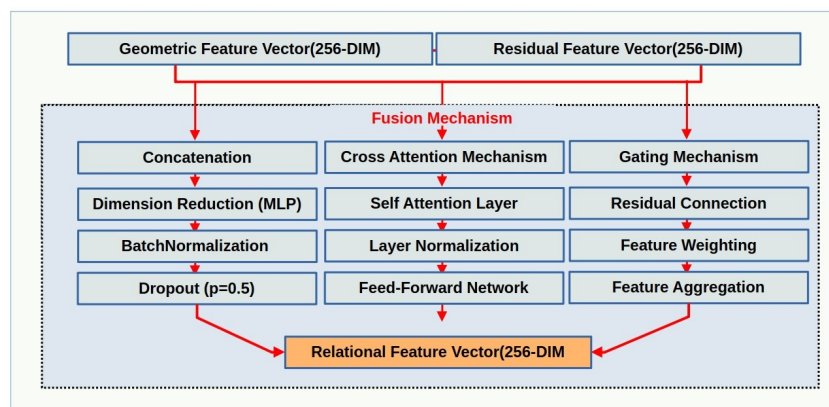 Geometric Feature Vector(256-DIM)
Residual Feature Vector(256-DIM)
Fusion Mechanism
Concatenation
Dimension Reduction (MLP)
BatchNormalization
Dropout (p=0.5)
Cross Attention Mechanism
Self Attention Layer
Layer Normalization
Feed-Forward Network
Gating Mechanism
Residual Connection
Feature Weighting
Feature Aggregation
Relational Feature Vector(256-DIM